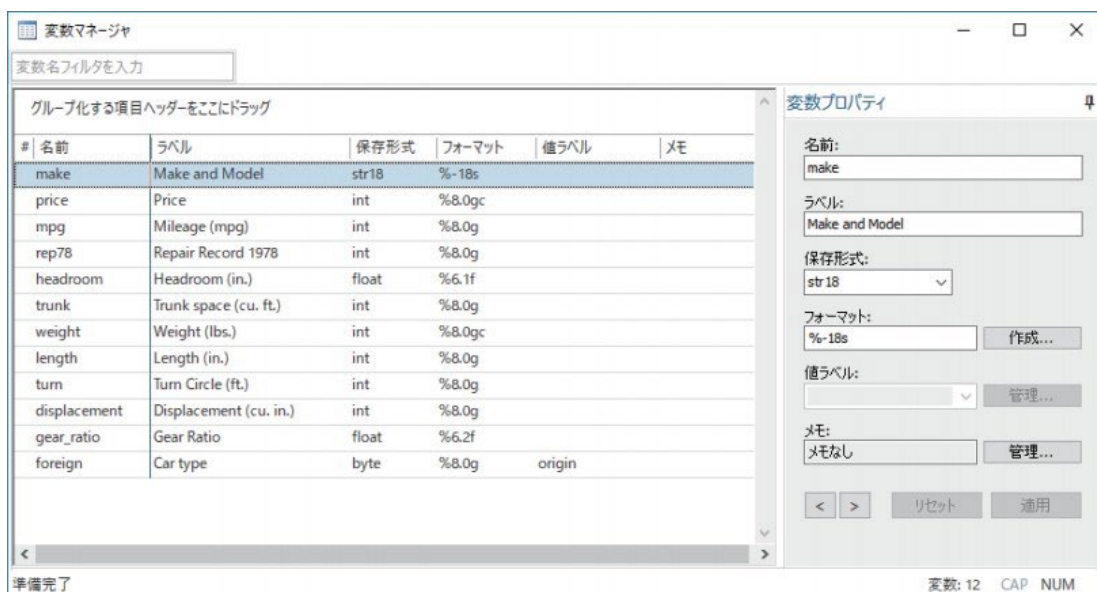 変数マネージャ
変数名フィルタを入力
グループ化する項目ヘッダーをここにドラッグ
# 名前 ラベル 保存形式 フォーマット 値ラベル メモ
make Make and Model str18 %-18s
price Price int %8.0gc
mpg Mileage (mpg) int %8.0g
rep78 Repair Record 1978 int %8.0g
headroom Headroom (in.) float %6.1f
trunk Trunk space (cu. ft.) int %8.0g
weight Weight (lbs.) int %8.0gc
length Length (in.) int %8.0g
turn Turn Circle (ft.) int %8.0g
displacement Displacement (cu. in.) int %8.0g
gear_ratio Gear Ratio float %6.2f
foreign Car type byte %8.0g origin
変数プロパティ
名前:
make
ラベル:
Make and Model
保存形式:
str18
フォーマット:
%-18s 作成...
値ラベル:
管理...
メモ:
メモなし 管理...
< > リセット 適用
準備完了 変数: 12 CAP NUM